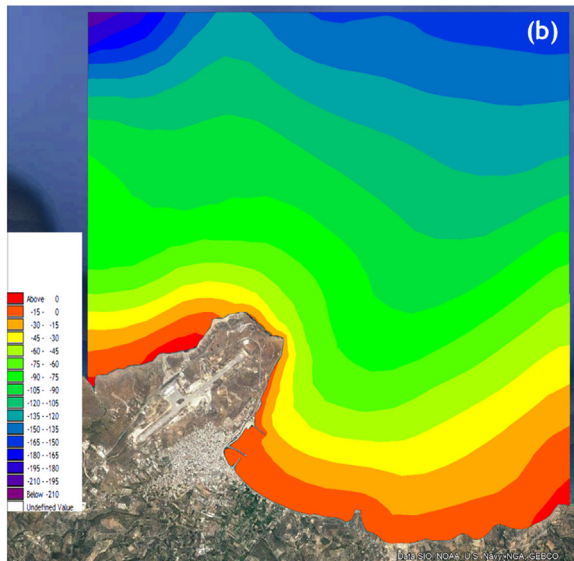 (b)
Above 0
-15 - 0
-30 - -15
-45 - -30
-60 - -45
-75 - -60
-90 - -75
-105 - -90
-120 - -105
-135 - -120
-150 - -135
-165 - -150
-180 - -165
-195 - -180
-210 - -195
Below -210
Undefined Value
Data SIO, NOAA, U.S. Navy, NGA, GEBCO